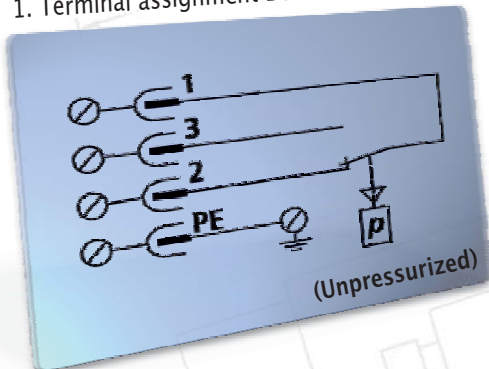 1. Terminal assignment
1
3
2
PE
p
(Unpressurized)